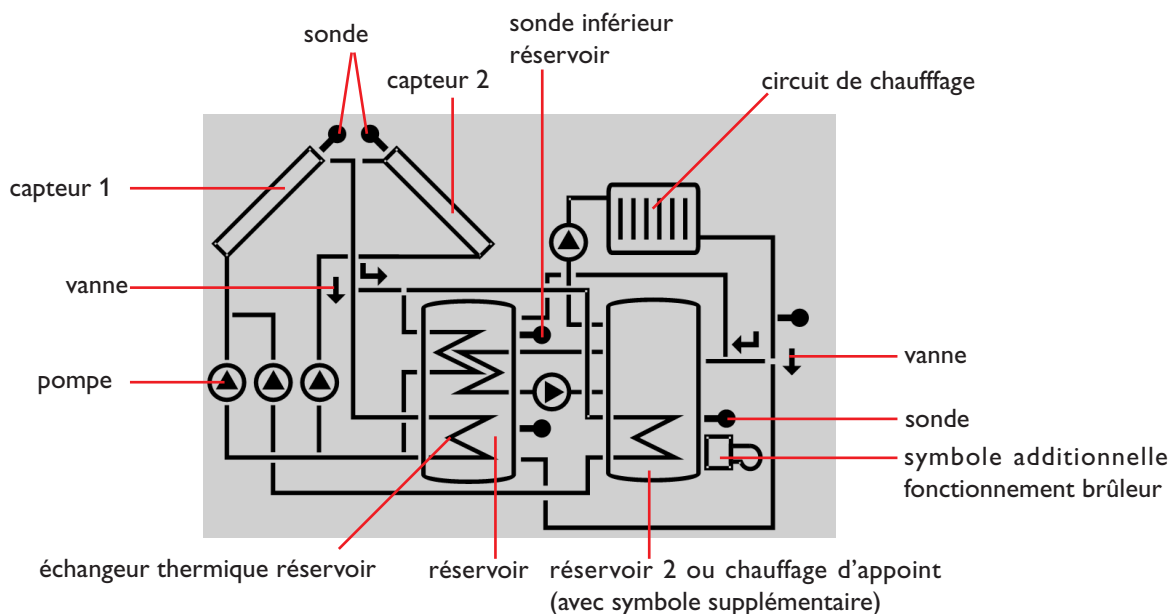 sonde
sonde inférieur
réservoir
capteur 2
circuit de chaufffage
capteur 1
vanne
vanne
pompe
sonde
symbole additionnelle
fonctionnement brûleur
échangeur thermique réservoir
réservoir
réservoir 2 ou chauffage d’appoint
(avec symbole supplémentaire)